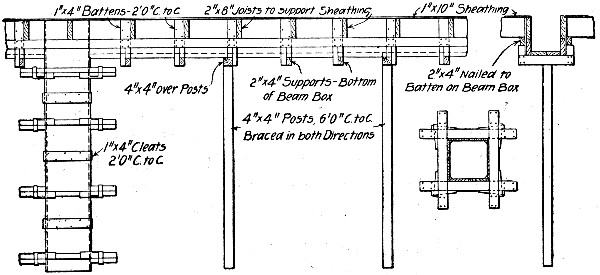 1"x4" Battens-2'0"C.to C.
2"x8" Joists to support Sheathing
1"x10" Sheathing
4"x4" over Posts
2"x4" Supports-Bottom
of Beam Box
2"x4" Nailed to
Batten on Beam Box
4"x4" Posts, 6'0" C. to C.
Braced in both Directions
1"x4" Cleats
2'0" C. to C.